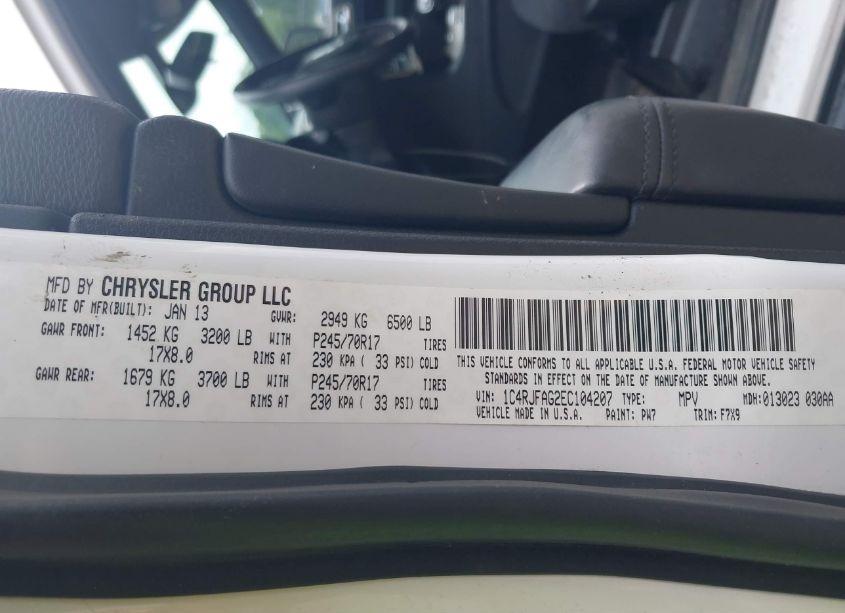 MFD BY CHRYSLER GROUP LLC
DATE OF MFR(BUILT): JAN 13 GVWR: 2949 KG 6500 LB
GAWR FRONT: 1452 KG 3200 LB WITH P245/70R17 TIRES
17X8.0 RIMS AT 230 KPA ( 33 PSI) COLD
GAWR REAR: 1679 KG 3700 LB WITH P245/70R17 TIRES
17X8.0 RIMS AT 230 KPA ( 33 PSI) COLD
THIS VEHICLE CONFORMS TO ALL APPLICABLE U.S.A. FEDERAL MOTOR VEHICLE SAFETY
STANDARDS IN EFFECT ON THE DATE OF MANUFACTURE SHOWN ABOVE.
VIN: 1C4RJFAG2EC104207 TYPE: MPV MDH: 013023 030AA
VEHICLE MADE IN U.S.A. PAINT: PW7 TRIM: F7X9